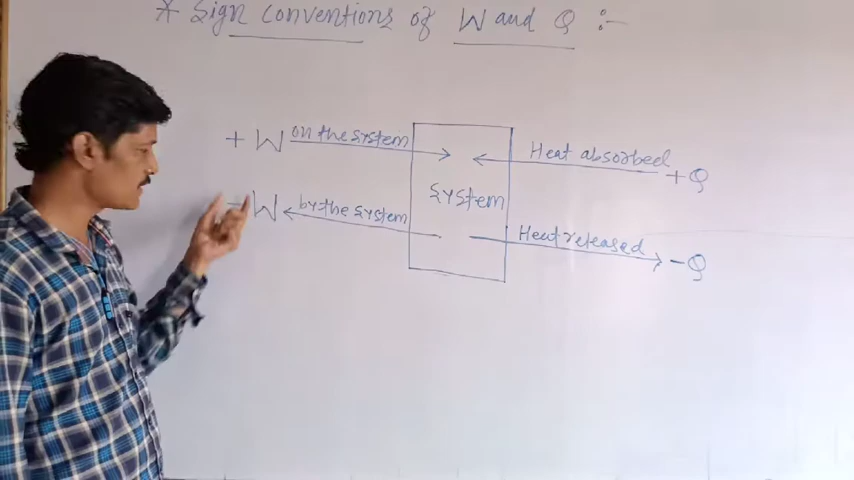 * Sign conventions of W and Q :-
+ W on the system
Heat absorbed + Q
System
- W by the system
Heat released - Q